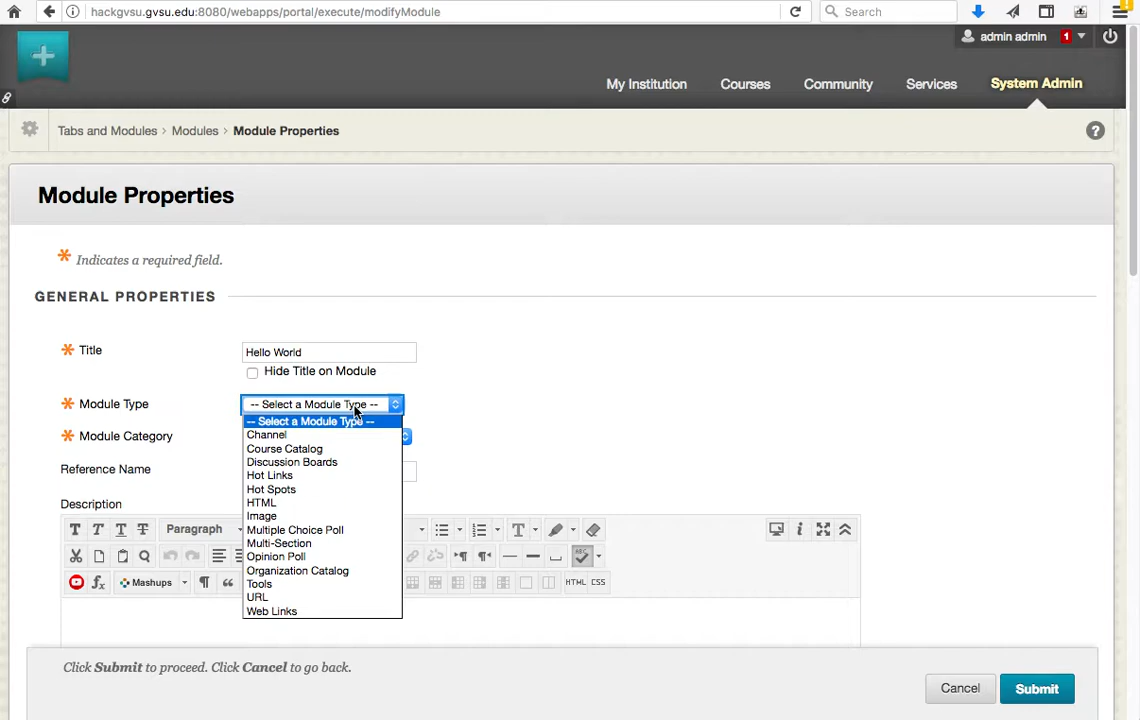 hackgvsu.gvsu.edu:8080/webapps/portal/execute/modifyModule
Search
admin admin 1
My Institution Courses Community Services System Admin
Tabs and Modules > Modules > Module Properties
?
Module Properties
* Indicates a required field.
GENERAL PROPERTIES
* Title Hello World
Hide Title on Module
* Module Type -- Select a Module Type --
-- Select a Module Type --
Channel
* Module Category
Course Catalog
Discussion Boards
Reference Name
Hot Links
Hot Spots
Description
HTML
Image
T T T T Paragraph
Multiple Choice Poll
Multi-Section
Opinion Poll
Organization Catalog
Mashups
HTML CSS
Tools
URL
Web Links
Click Submit to proceed. Click Cancel to go back.
Cancel Submit